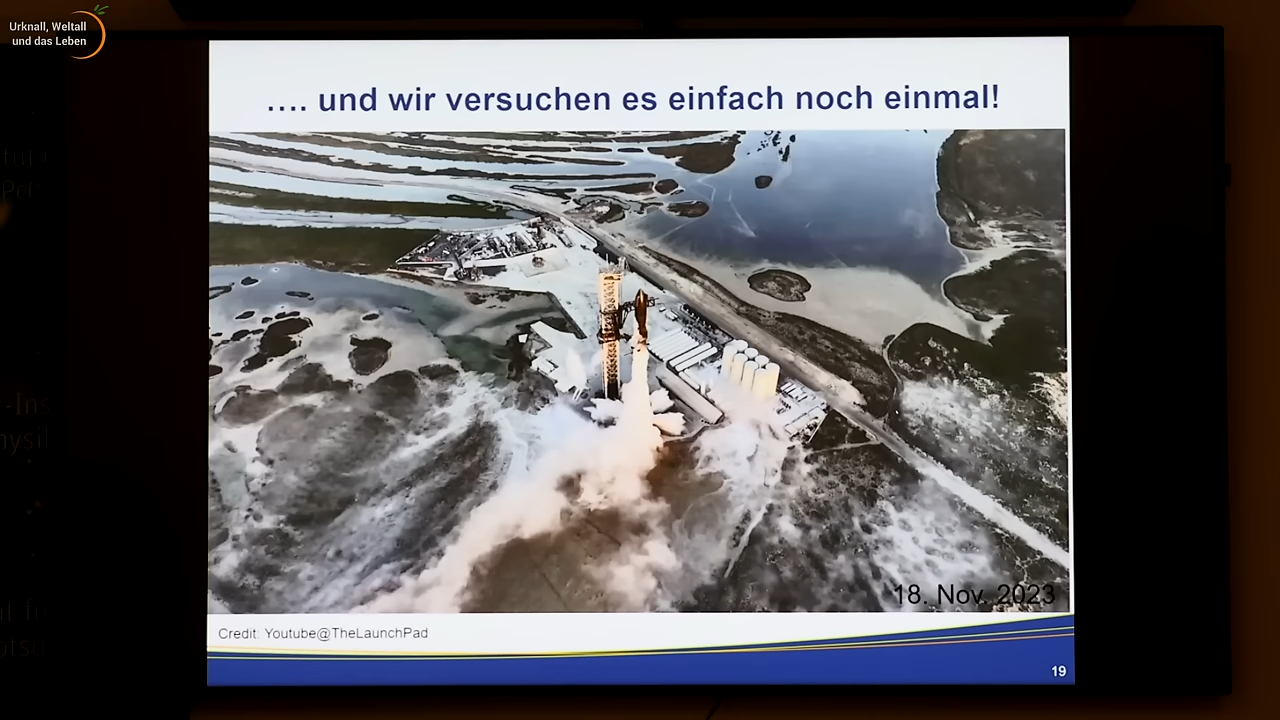 Urknall, Weltall
und das Leben
.... und wir versuchen es einfach noch einmal!
18. Nov. 2023
Credit: Youtube@TheLaunchPad
19